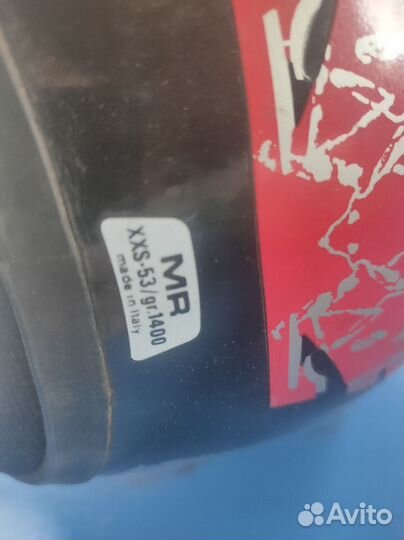 MR
XXS-53/gr.1400
made in Italy
Avito